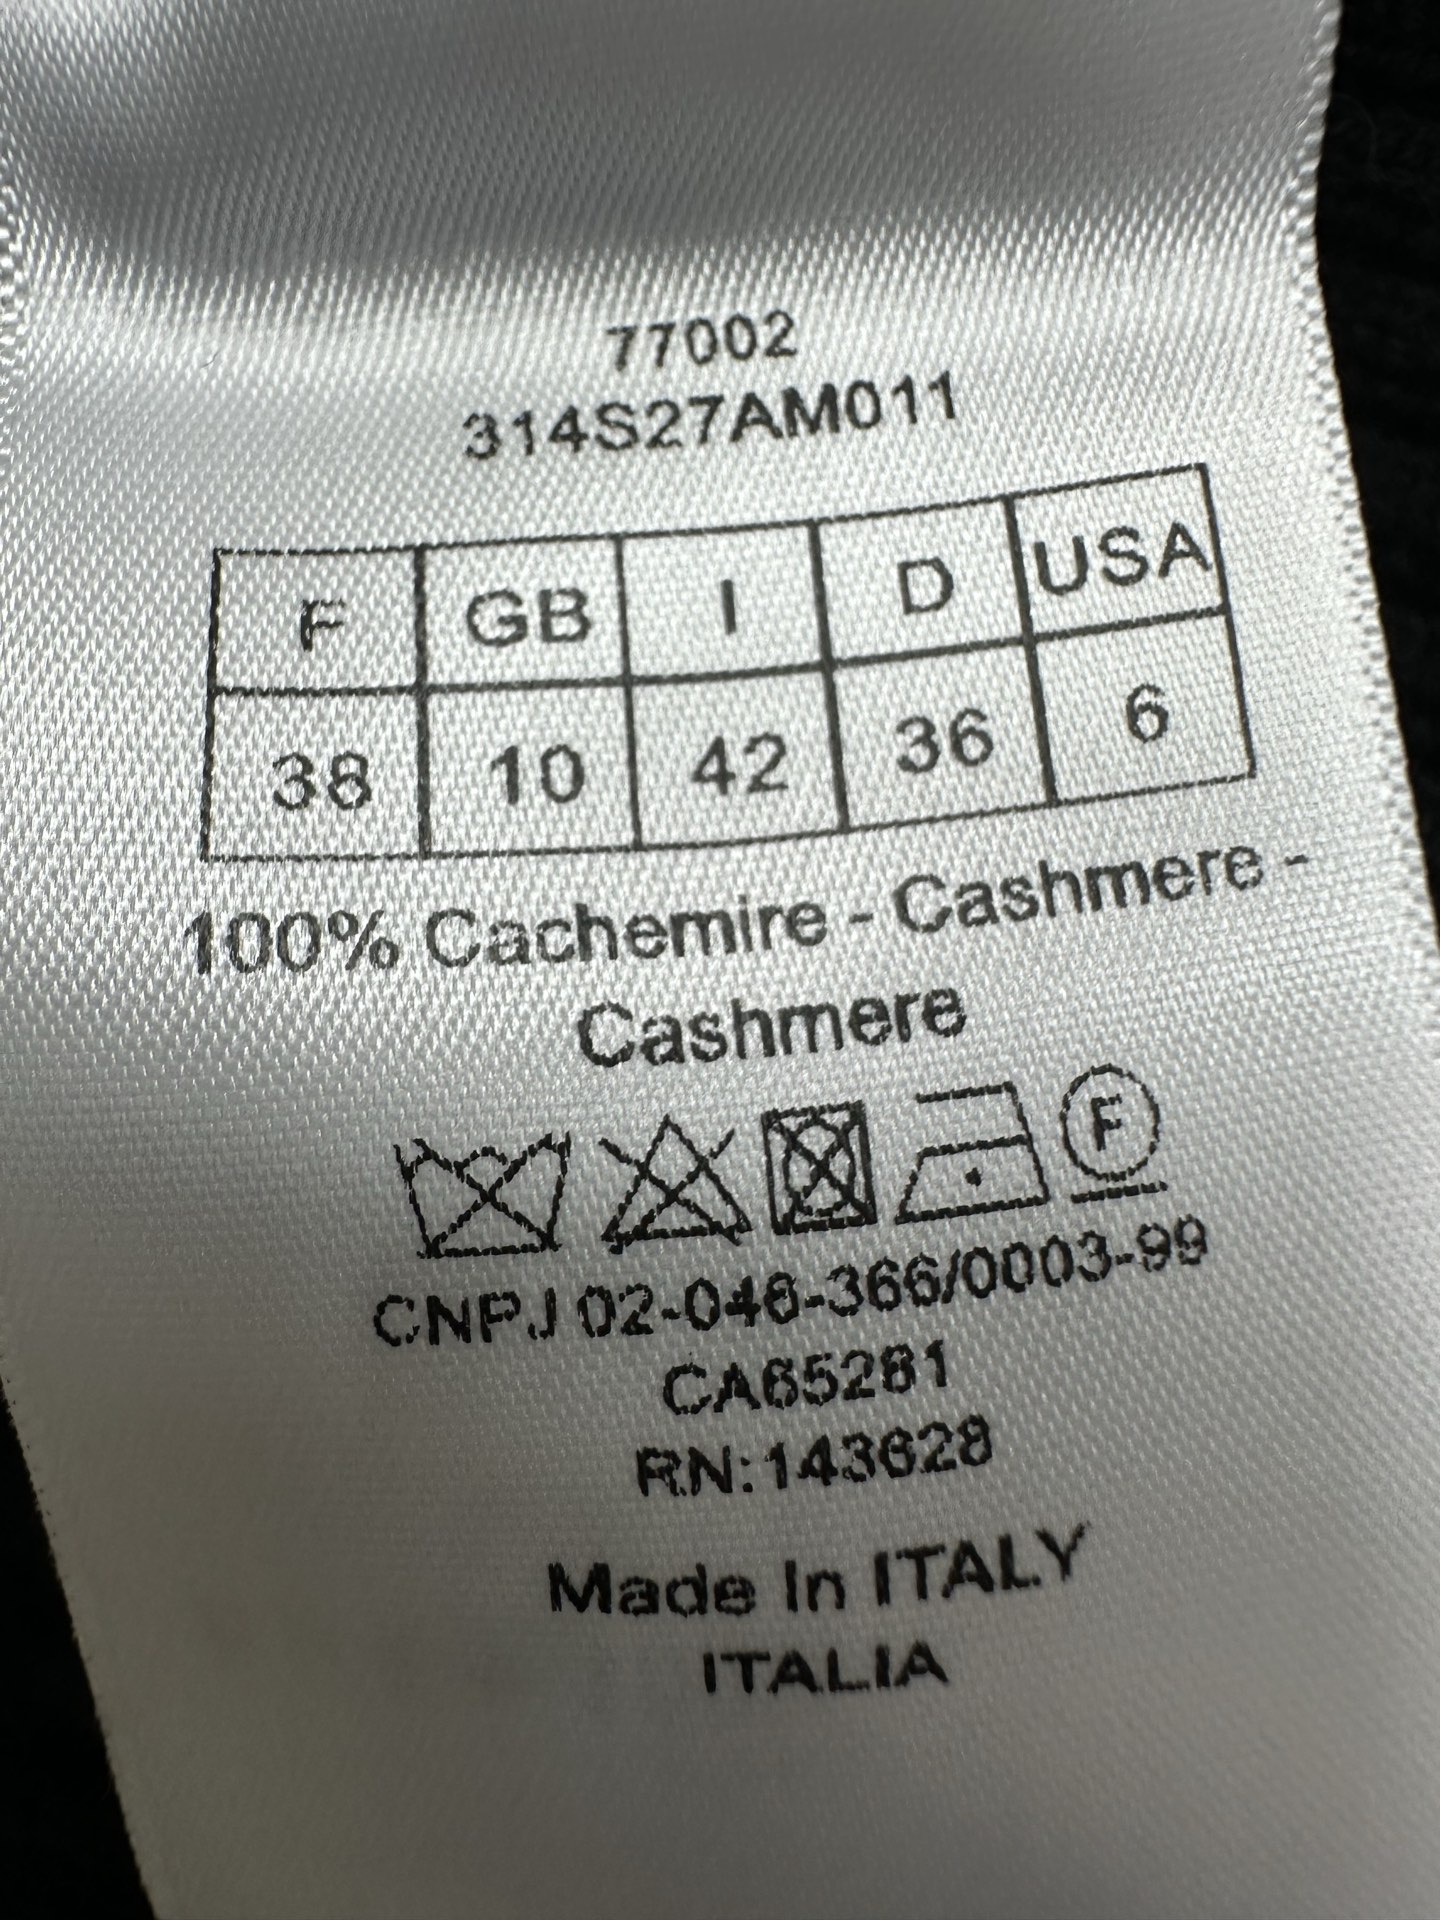 77002
314S27AM011
F GB I D USA
38 10 42 36 6
100% Cachemire - Cashmere -
Cashmere
F
CNPJ 02-046-366/0003-99
CA65281
RN:143628
Made In ITALY
ITALIA